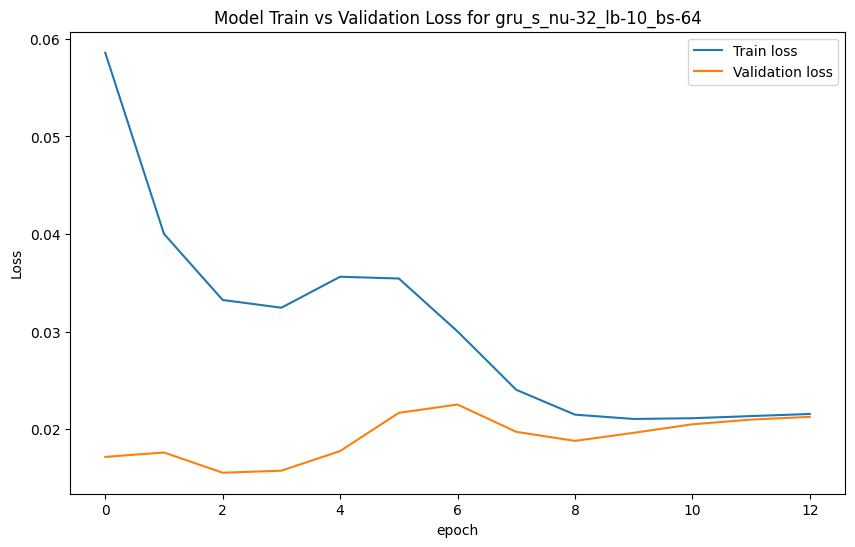 Model Train vs Validation Loss for gru_s_nu-32_lb-10_bs-64
Train loss
Validation loss
0.06
0.05
0.04
0.03
0.02
Loss
0 2 4 6 8 10 12
epoch